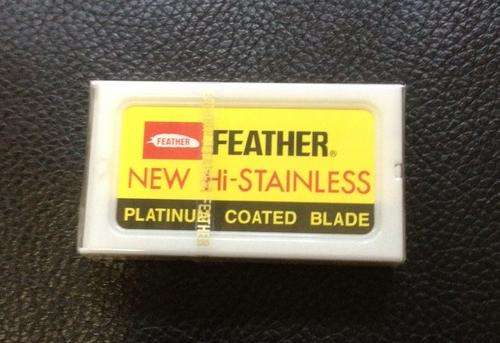 FEATHER
FEATHER®
NEW Hi-STAINLESS
PLATINUM COATED BLADE
FEATHER